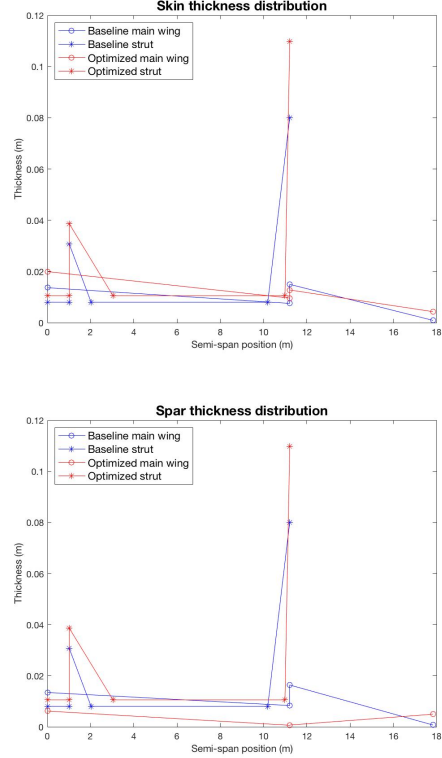 Skin thickness distribution
0.12
0.1
0.08
0.06
0.04
0.02
0
Thickness (m)
Baseline main wing
Baseline strut
Optimized main wing
Optimized strut
0 2 4 6 8 10 12 14 16 18
Semi-span position (m)
Spar thickness distribution
0.12
0.1
0.08
0.06
0.04
0.02
0
Thickness (m)
Baseline main wing
Baseline strut
Optimized main wing
Optimized strut
0 2 4 6 8 10 12 14 16 18
Semi-span position (m)